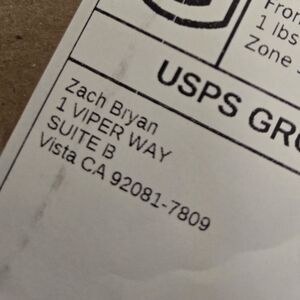 From
1 lbs
Zone
USPS GRO
Zach Bryan
1 VIPER WAY
SUITE B
Vista CA 92081-7809